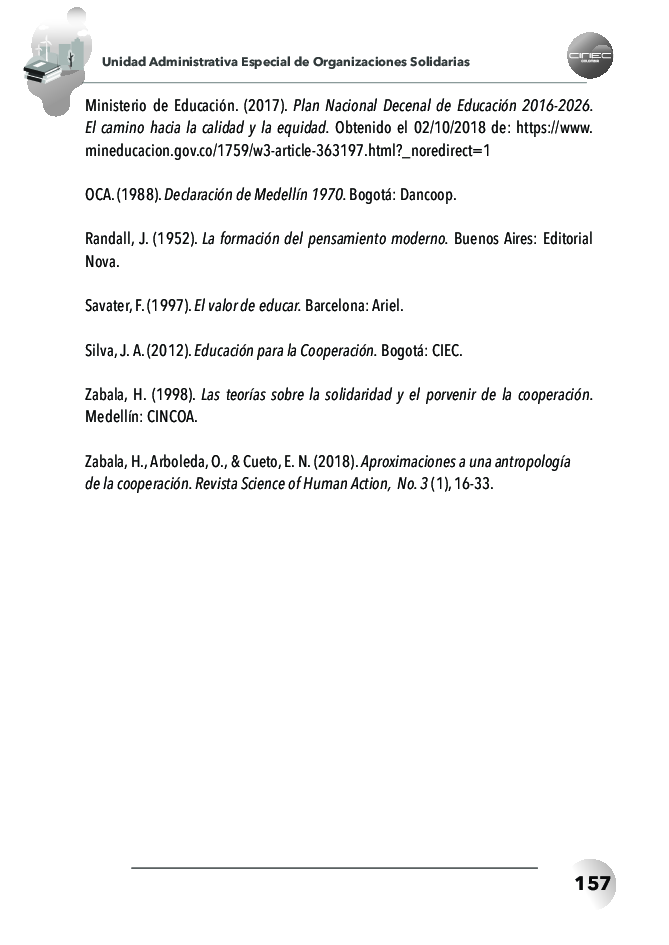 Unidad Administrativa Especial de Organizaciones Solidarias
CIRIEC
COLOMBIA
Ministerio de Educación. (2017). Plan Nacional Decenal de Educación 2016-2026.
El camino hacia la calidad y la equidad. Obtenido el 02/10/2018 de: https://www.
mineducacion.gov.co/1759/w3-article-363197.html?_noredirect=1
OCA. (1988). Declaración de Medellín 1970. Bogotá: Dancoop.
Randall, J. (1952). La formación del pensamiento moderno. Buenos Aires: Editorial
Nova.
Savater, F. (1997). El valor de educar. Barcelona: Ariel.
Silva, J. A. (2012). Educación para la Cooperación. Bogotá: CIEC.
Zabala, H. (1998). Las teorías sobre la solidaridad y el porvenir de la cooperación.
Medellín: CINCOA.
Zabala, H., Arboleda, O., & Cueto, E. N. (2018). Aproximaciones a una antropología
de la cooperación. Revista Science of Human Action, No. 3 (1), 16-33.
157